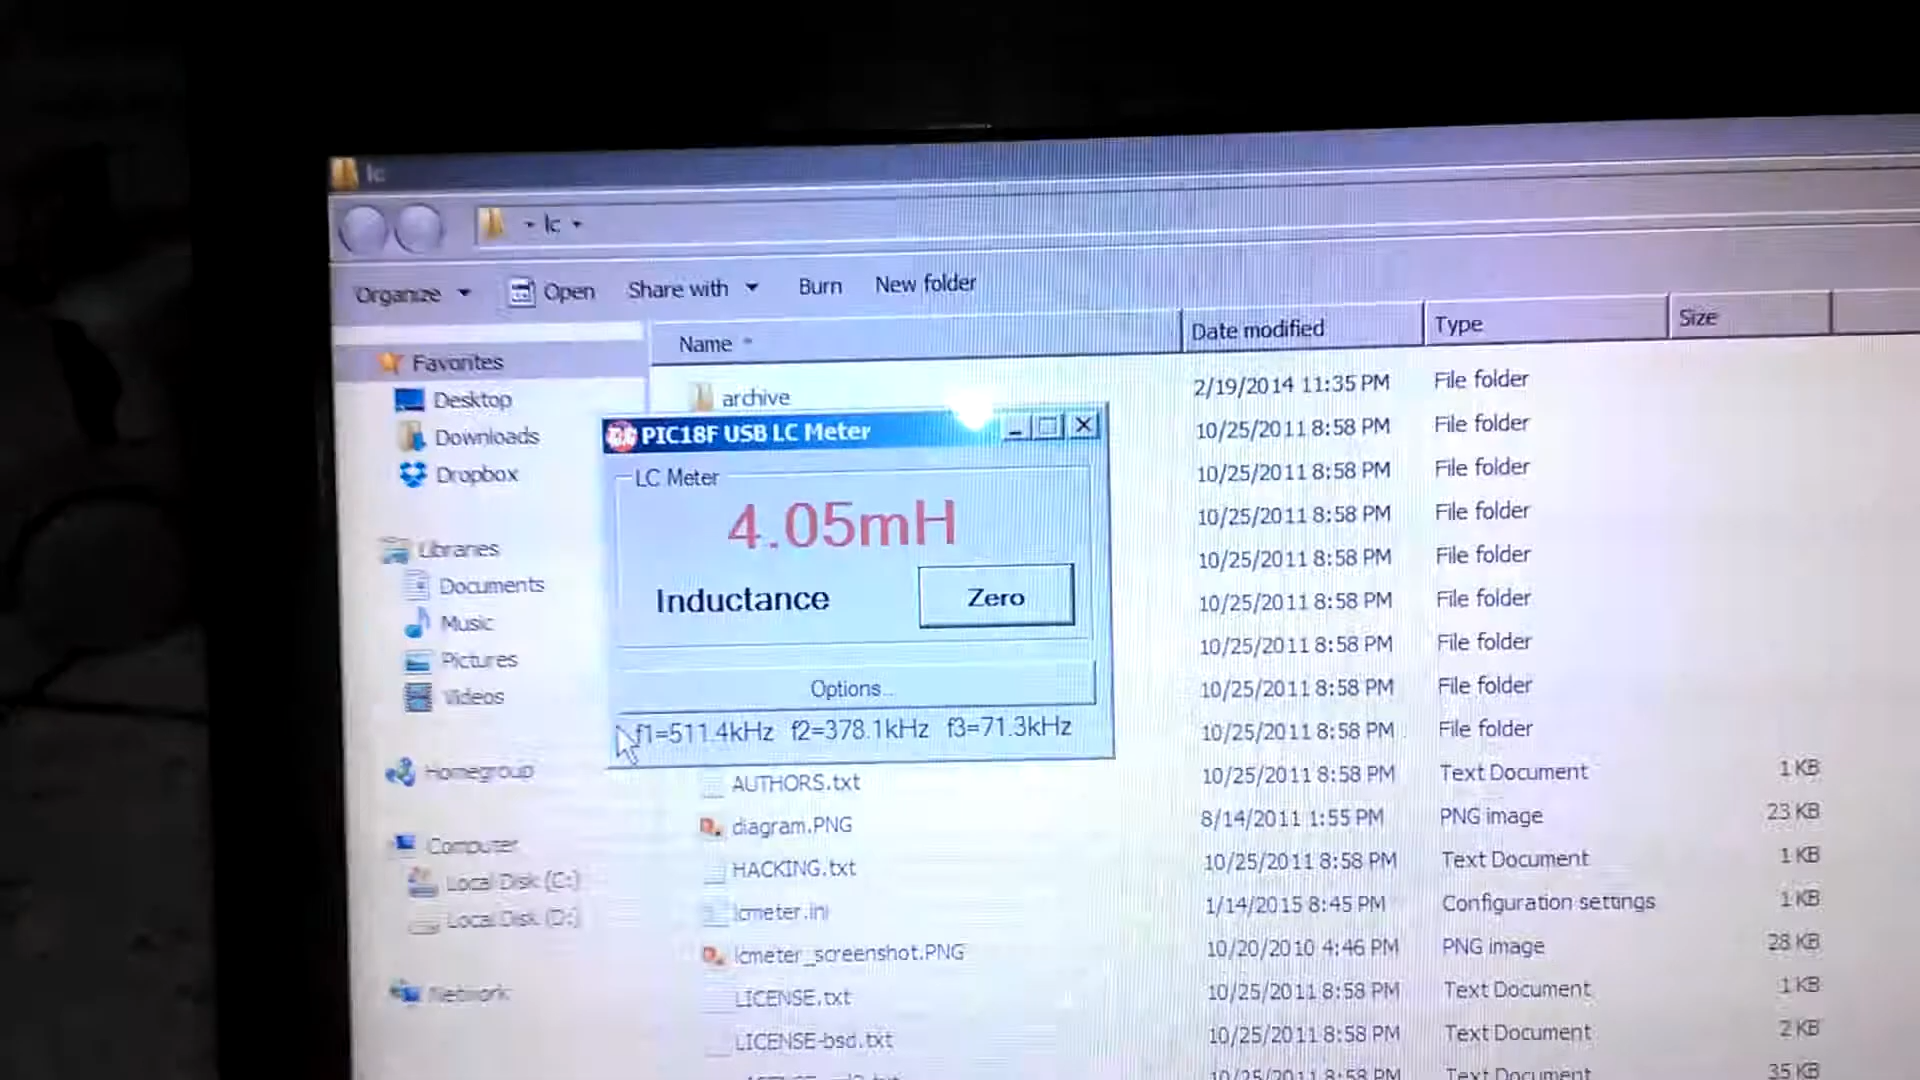 lc
lc
Organize Open Share with Burn New folder
Name Date modified Type Size
Favorites
Desktop
Downloads
Dropbox
Libraries
Documents
Music
Pictures
Videos
Homegroup
Computer
Local Disk (C:)
Local Disk (D:)
Network
archive 2/19/2014 11:35 PM File folder
10/25/2011 8:58 PM File folder
10/25/2011 8:58 PM File folder
10/25/2011 8:58 PM File folder
10/25/2011 8:58 PM File folder
10/25/2011 8:58 PM File folder
10/25/2011 8:58 PM File folder
10/25/2011 8:58 PM File folder
10/25/2011 8:58 PM File folder
PIC18F USB LC Meter
LC Meter
4.05mH
Inductance Zero
Options...
f1=511.4kHz f2=378.1kHz f3=71.3kHz
AUTHORS.txt 10/25/2011 8:58 PM Text Document 1 KB
diagram.PNG 8/14/2011 1:55 PM PNG image 23 KB
HACKING.txt 10/25/2011 8:58 PM Text Document 1 KB
lcmeter.ini 1/14/2015 8:45 PM Configuration settings 1 KB
lcmeter_screenshot.PNG 10/20/2010 4:46 PM PNG image 28 KB
LICENSE.txt 10/25/2011 8:58 PM Text Document 1 KB
LICENSE-bsd.txt 10/25/2011 8:58 PM Text Document 2 KB
10/25/2011 8:58 PM Text Document 35 KB